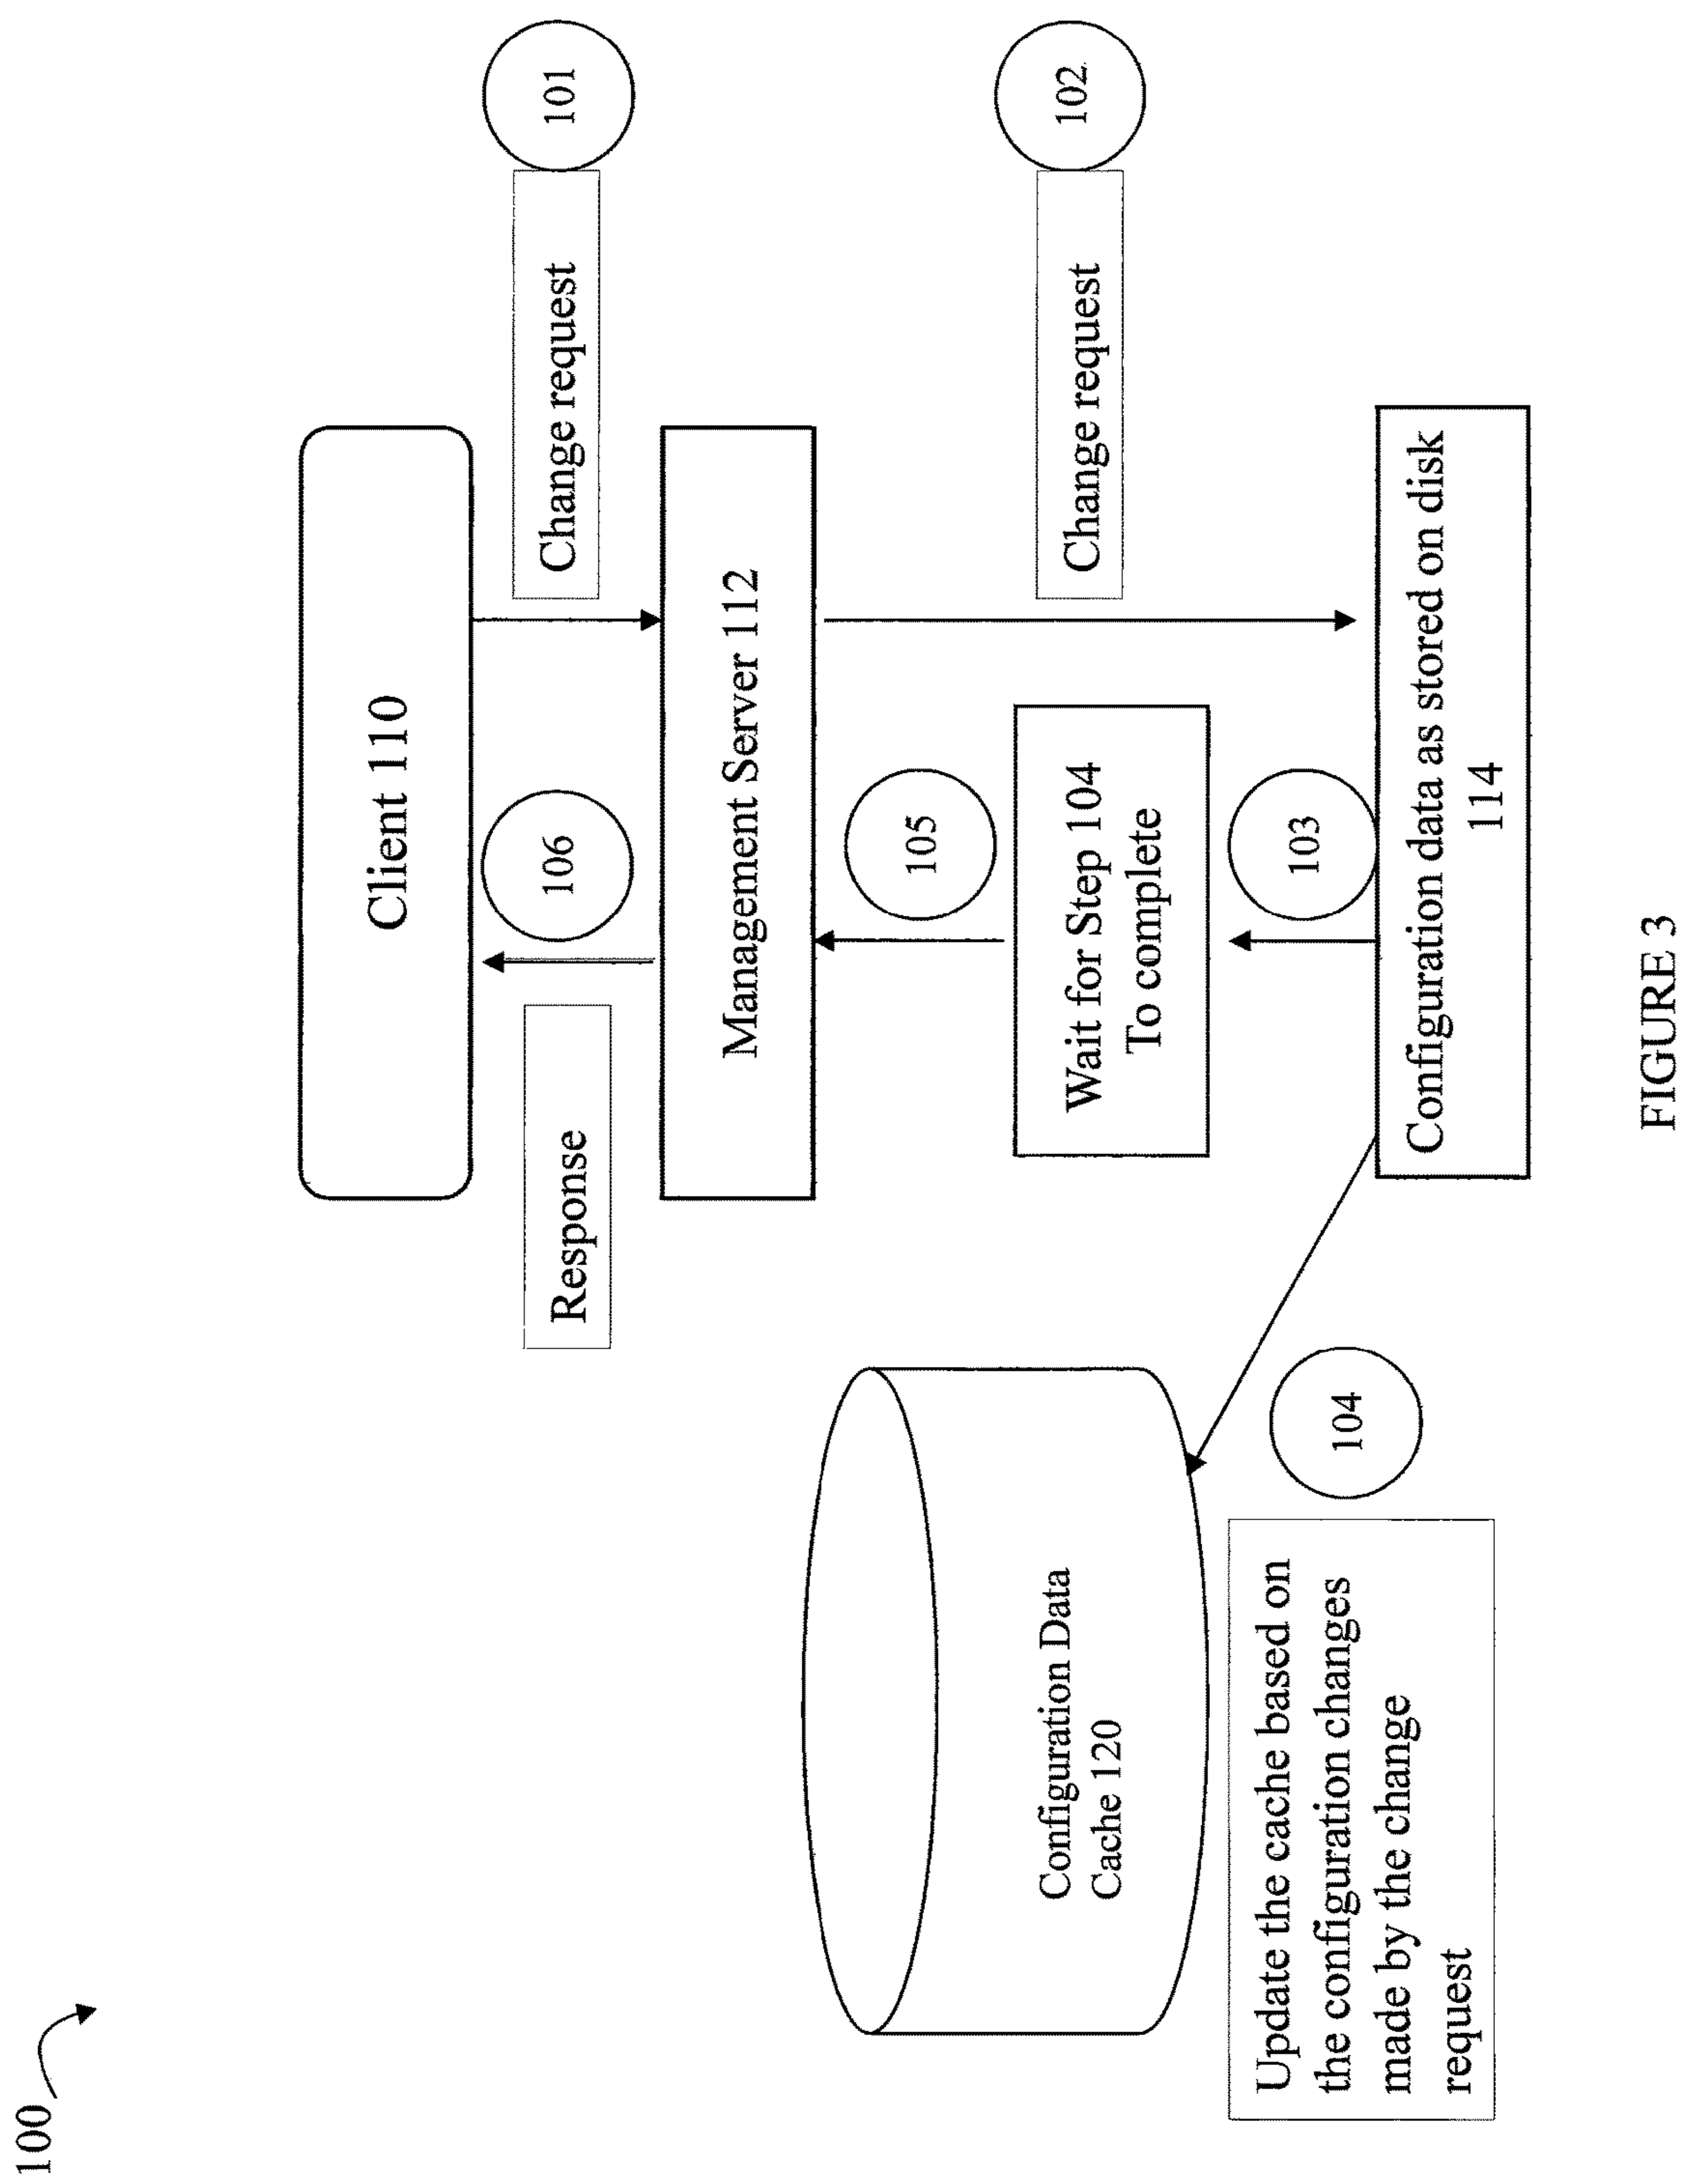 100
Client 110
101
Change request
106
Response
Management Server 112
102
Change request
105
Wait for Step 104
To complete
103
Configuration Data
Cache 120
104
Update the cache based on
the configuration changes
made by the change
request
Configuration data as stored on disk
114
FIGURE 3